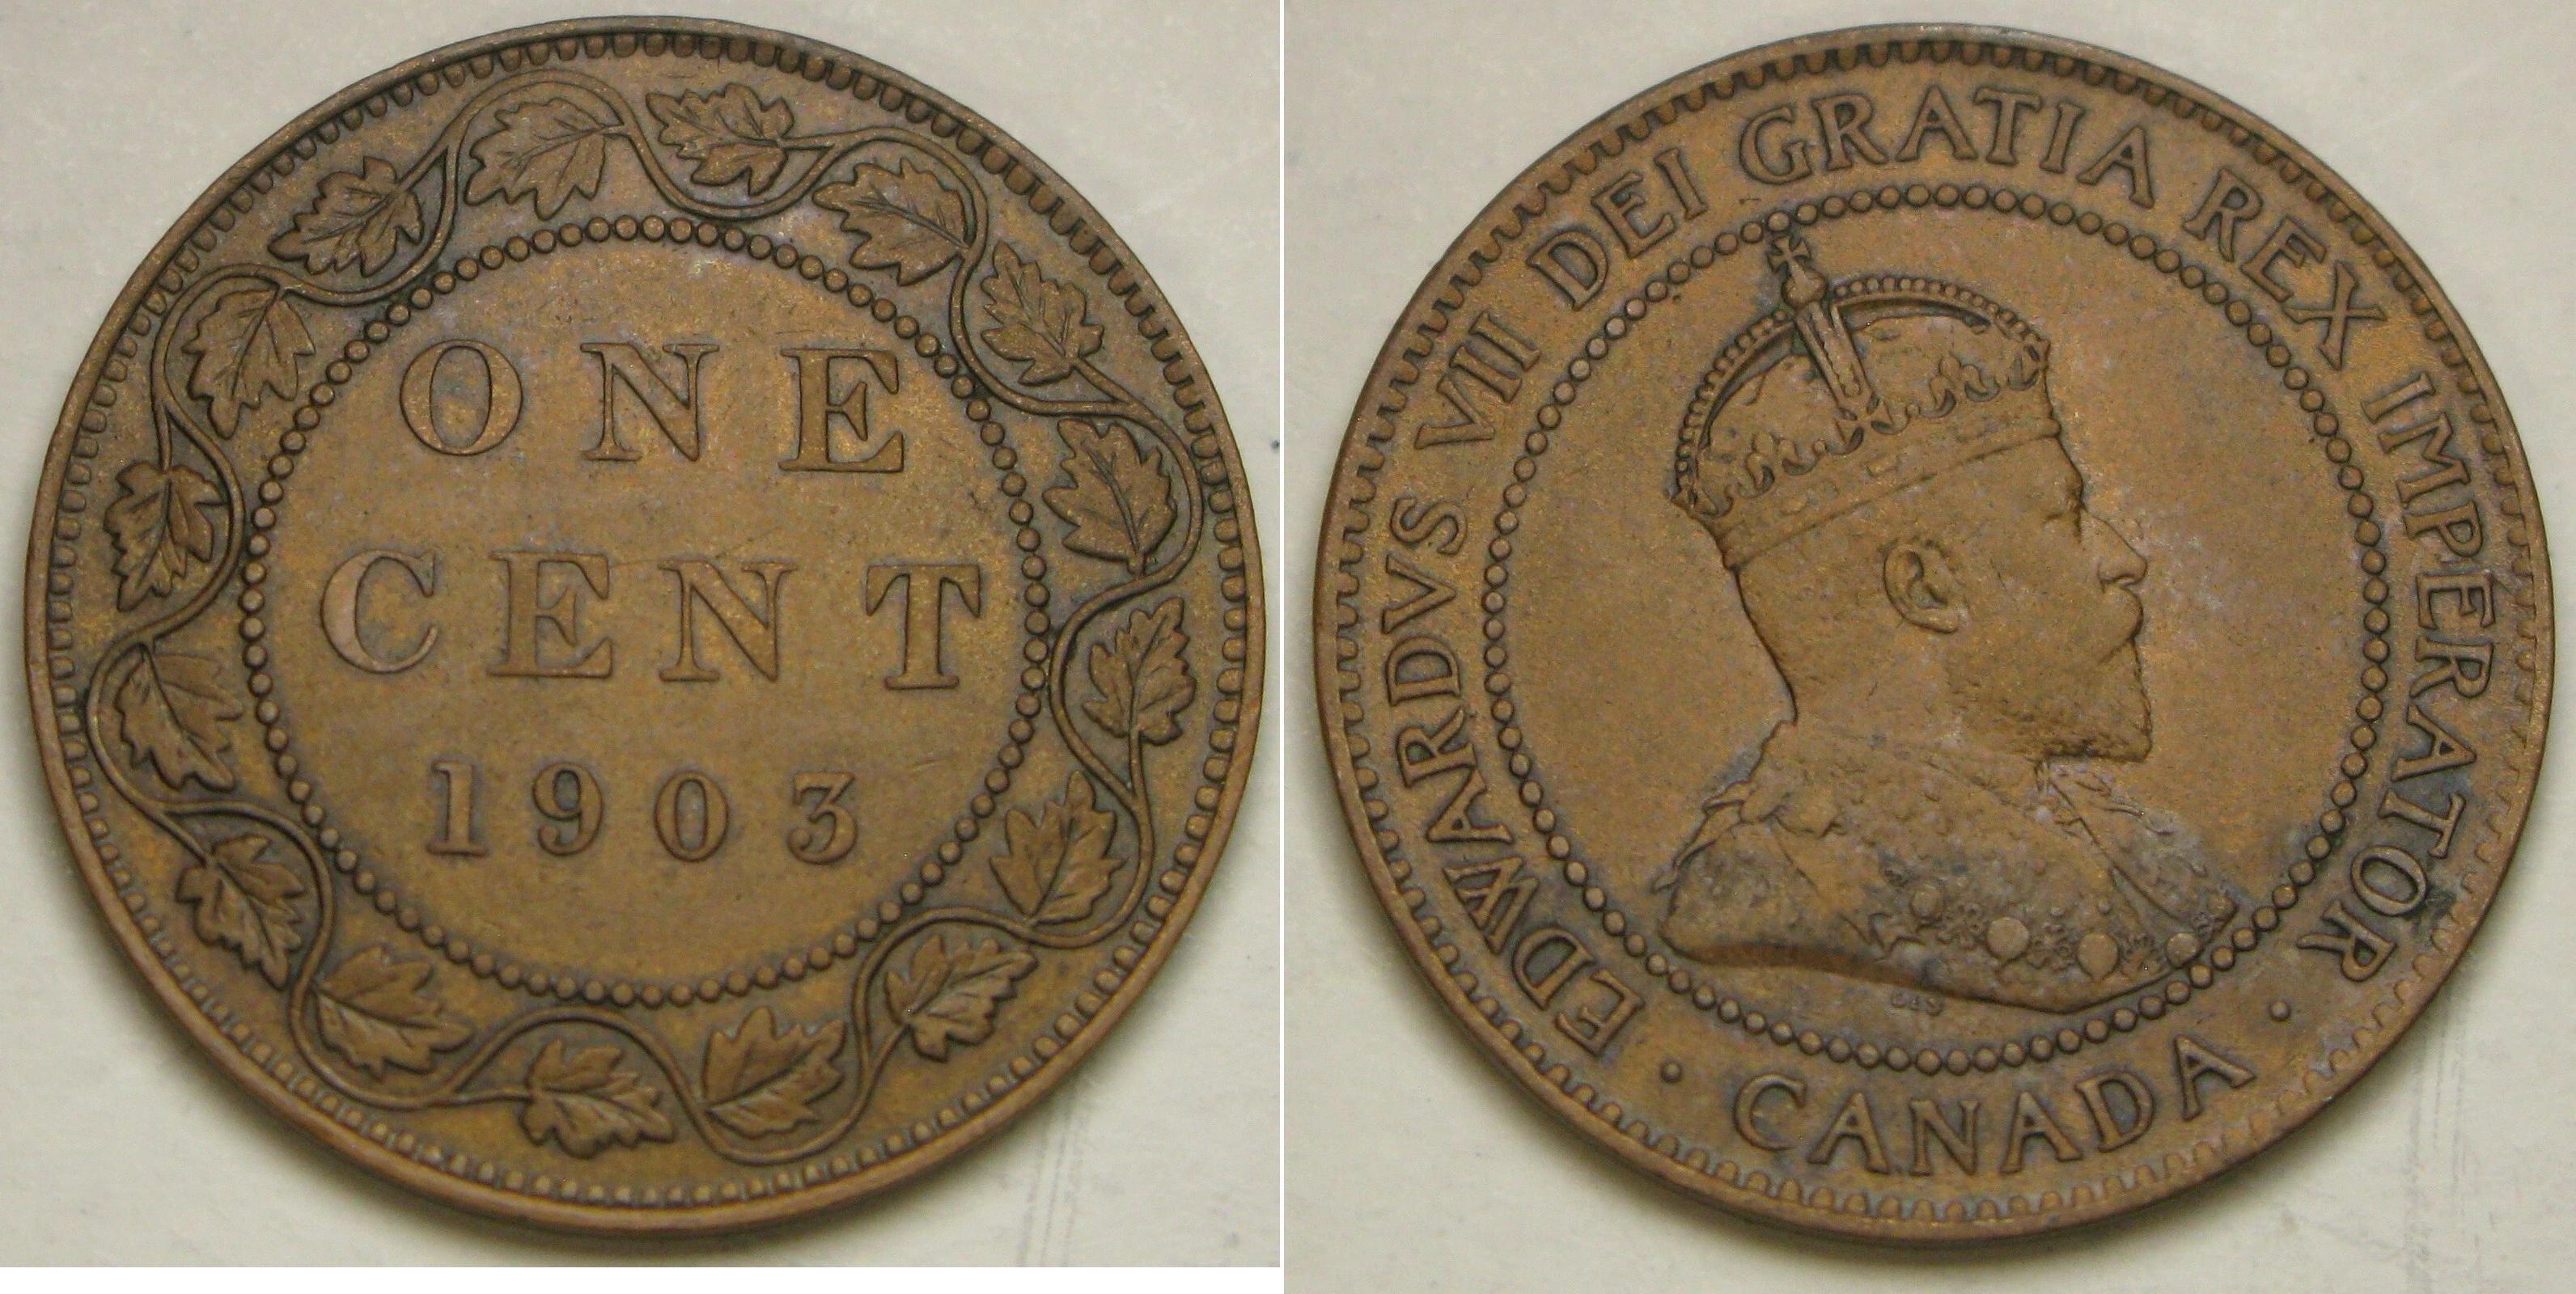 ONE
CENT
1903
EDWARDVS VII DEI GRATIA REX IMPERATOR
· CANADA ·